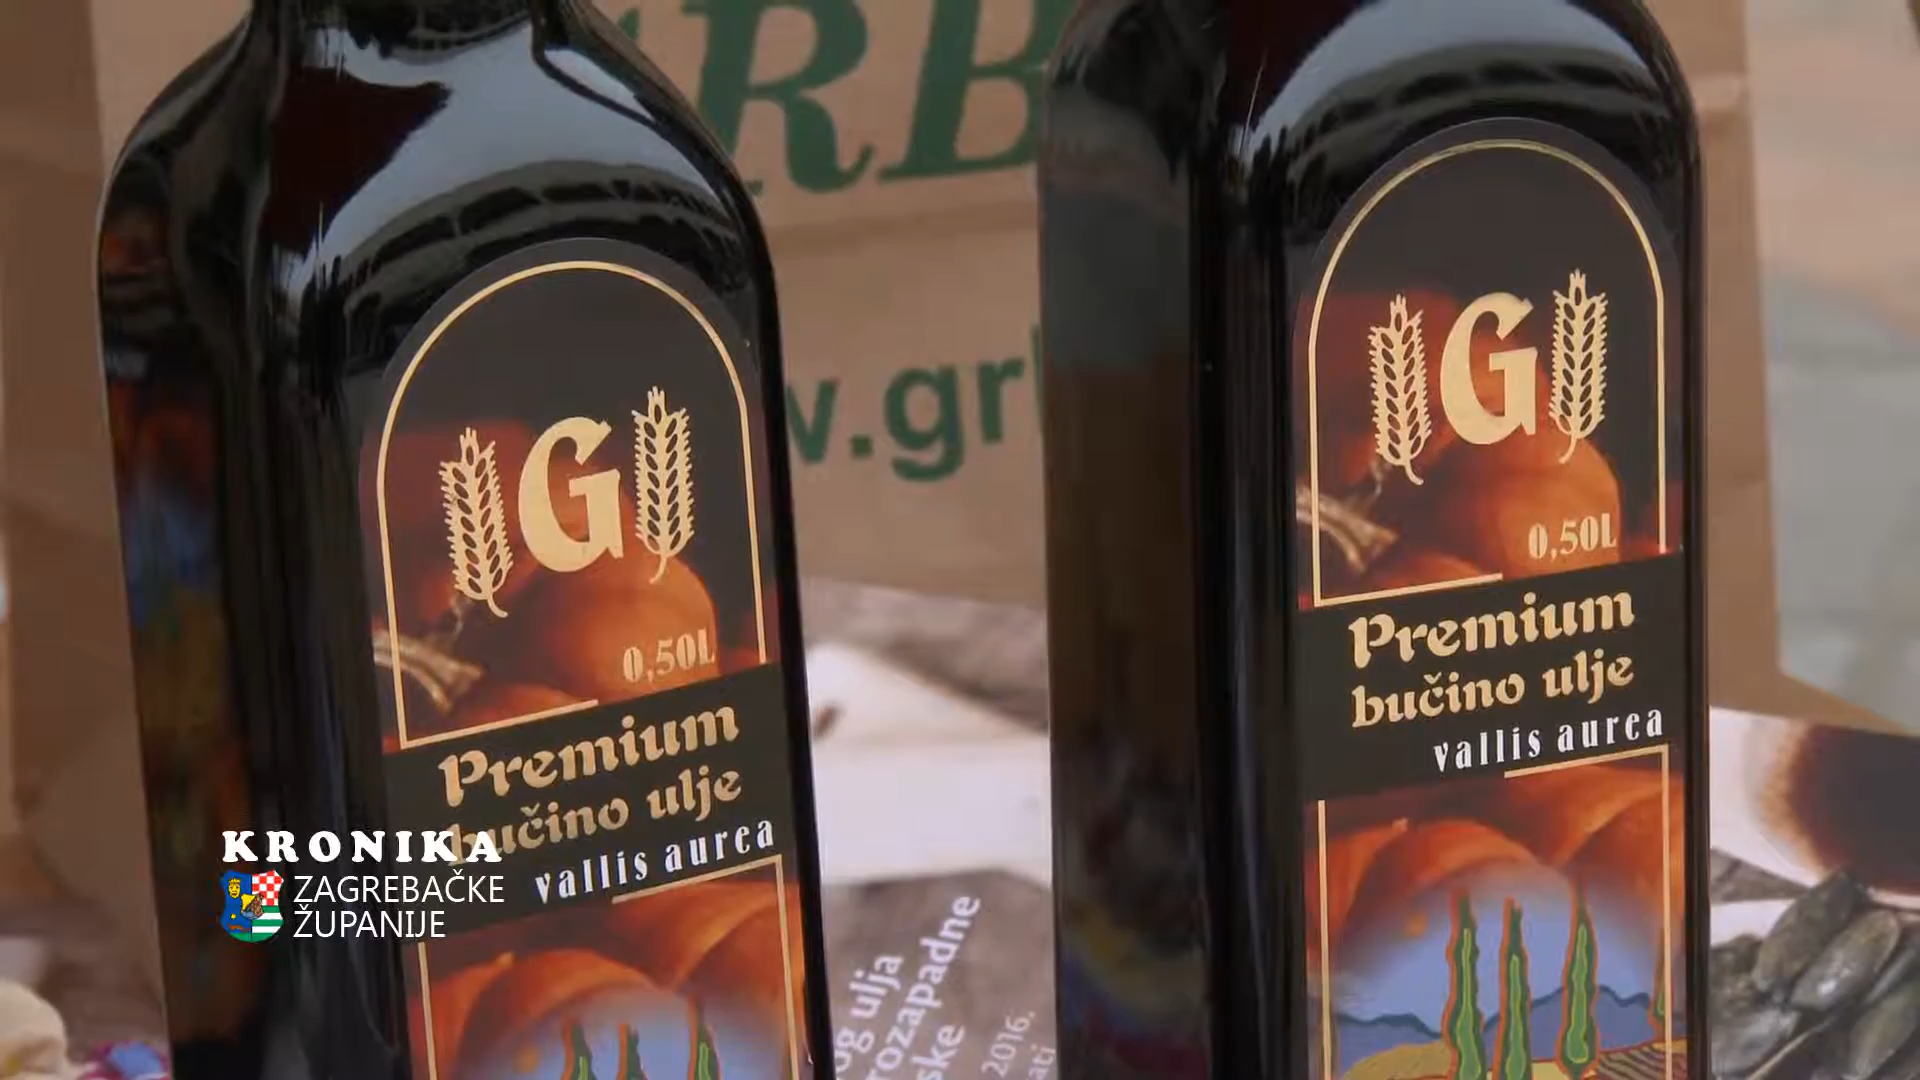 RB
w.gr
G
0,50L
Premium
bučino ulje
vallis aurea
G
0,50L
Premium
bučino ulje
vallis aurea
KRONIKA
ZAGREBAČKE
ŽUPANIJE
og ulja
rozapadne
ske
2016.
ati